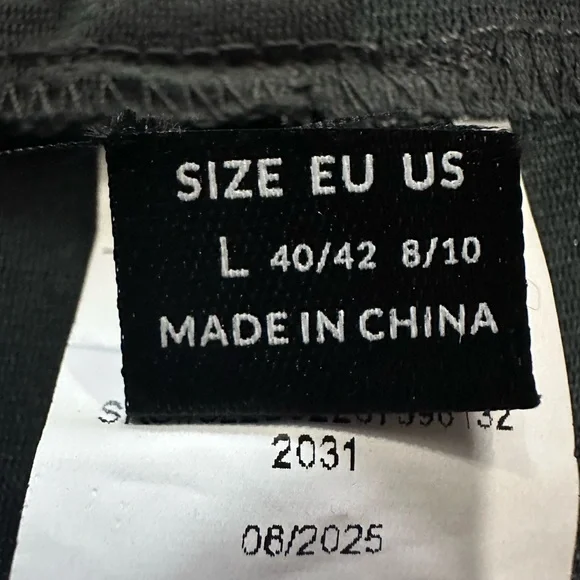 SIZE EU US
L 40/42 8/10
MADE IN CHINA
2031
08/2025